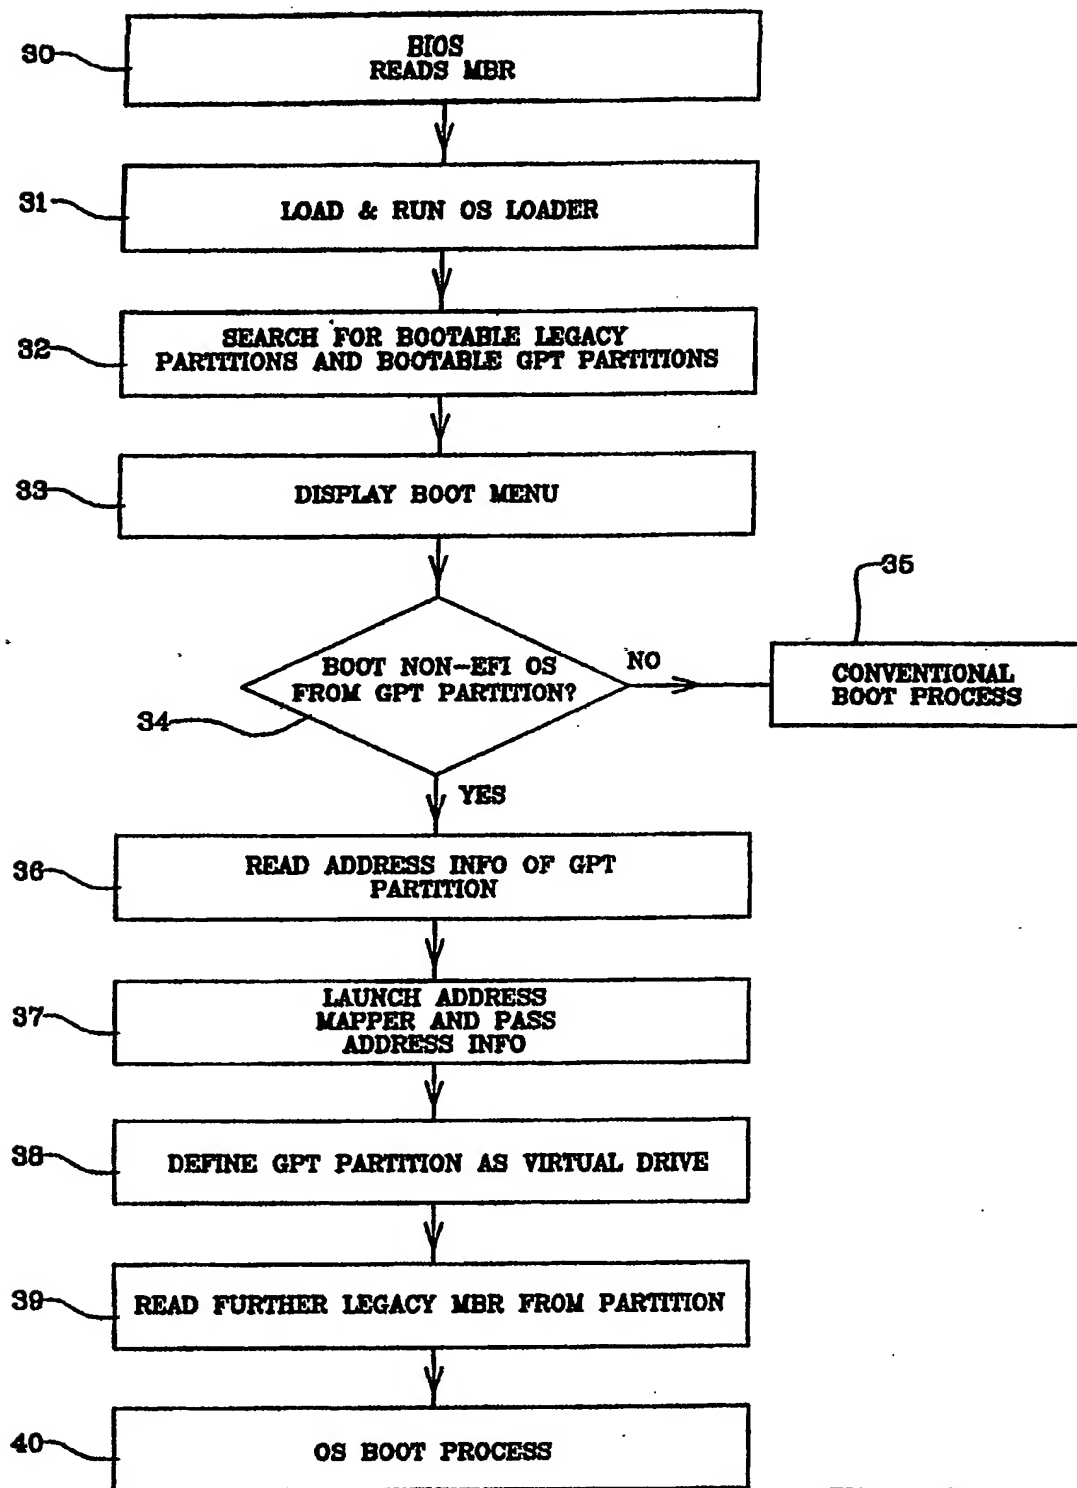 30
BIOS
READS MBR
31
LOAD & RUN OS LOADER
32
SEARCH FOR BOOTABLE LEGACY
PARTITIONS AND BOOTABLE GPT PARTITIONS
33
DISPLAY BOOT MENU
34
BOOT NON-EFI OS
FROM GPT PARTITION?
NO
35
CONVENTIONAL
BOOT PROCESS
YES
36
READ ADDRESS INFO OF GPT
PARTITION
37
LAUNCH ADDRESS
MAPPER AND PASS
ADDRESS INFO
38
DEFINE GPT PARTITION AS VIRTUAL DRIVE
39
READ FURTHER LEGACY MBR FROM PARTITION
40
OS BOOT PROCESS